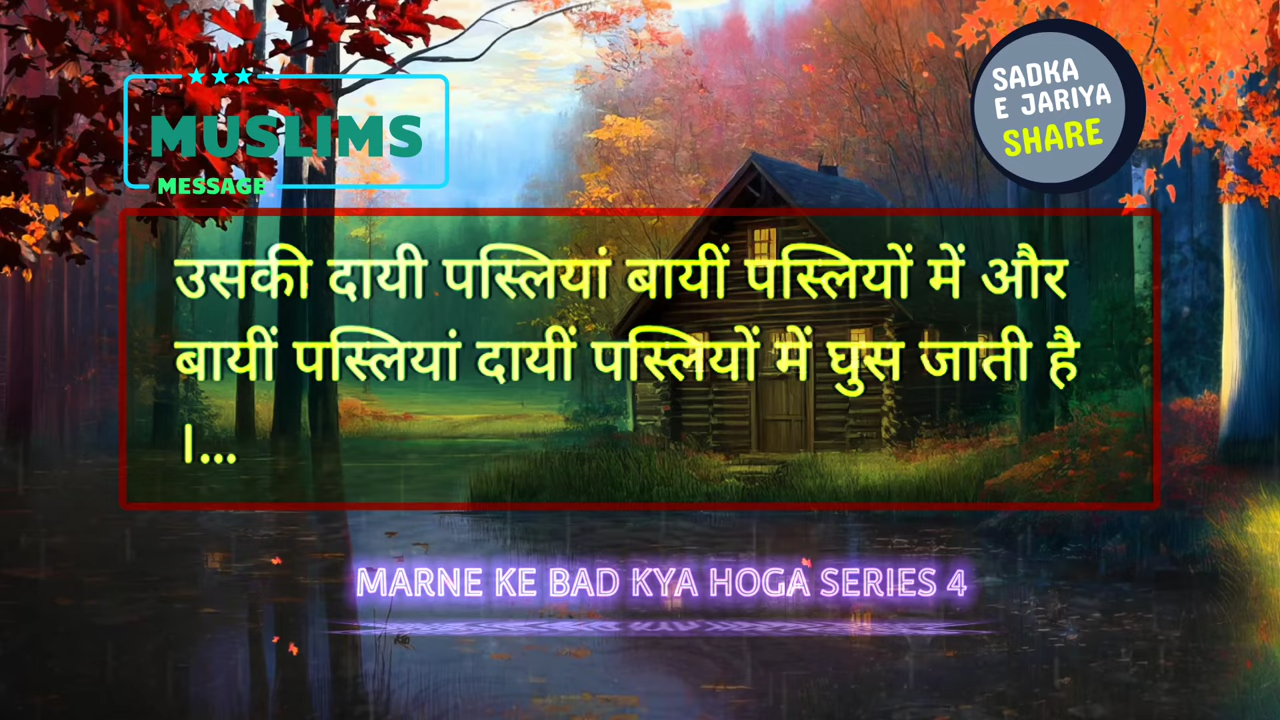 MUSLIMS
MESSAGE
SADKA
E JARIYA
SHARE
उसकी दायी पस्लियां बायीं पस्लियों में और
बायीं पस्लियां दायीं पस्लियों में घुस जाती है
।...
MARNE KE BAD KYA HOGA SERIES 4